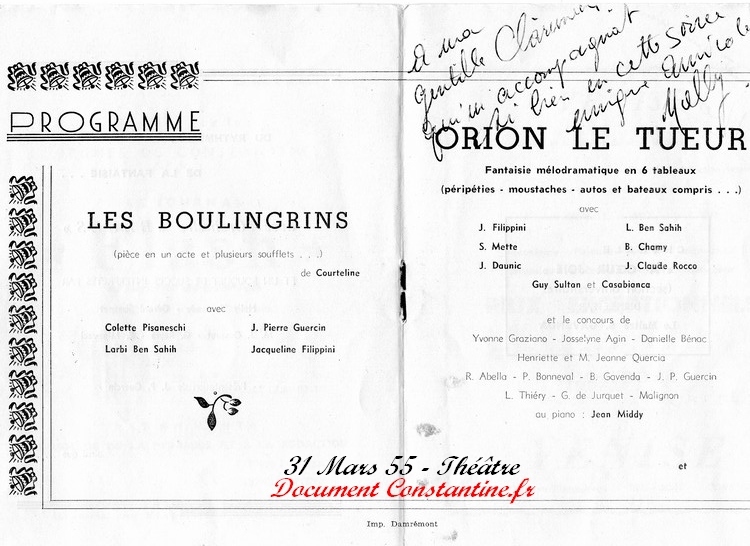 PROGRAMME
LES BOULINGRINS
(pièce en un acte et plusieurs soufflets . . .)
de Courteline
avec
Colette Pisaneschi J. Pierre Guercin
Larbi Ben Sahih Jacqueline Filippini
à ma
gentille
qui m'accompagnait
si bien en cette soirée
unique
ORION LE TUEUR
Fantaisie mélodramatique en 6 tableaux
(péripéties - moustaches - autos et bateaux compris . . .)
avec
J. Filippini L. Ben Sahih
S. Mette B. Chamy
J. Daunic J. Claude Rocca
Guy Sultan et Casabianca
et le concours de
Yvonne Graziano - Josselyne Agin - Danielle Bénac
Henriette et M. Jeanne Quercia
R. Abella - P. Bonneval - B. Gavenda - J. P. Guercin
L. Thiéry - G. de Jurquet - Malignon
au piano : Jean Middy
et
31 Mars 55 - Théâtre
Document Constantine.fr
Imp. Damrémont